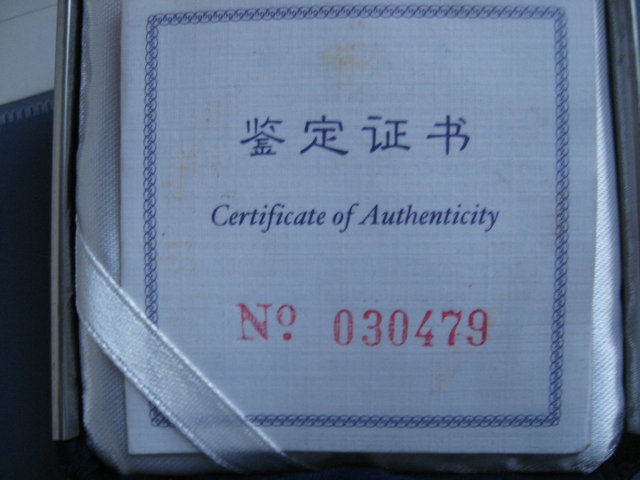 鉴定证书
Certificate of Authenticity
Nº 030479